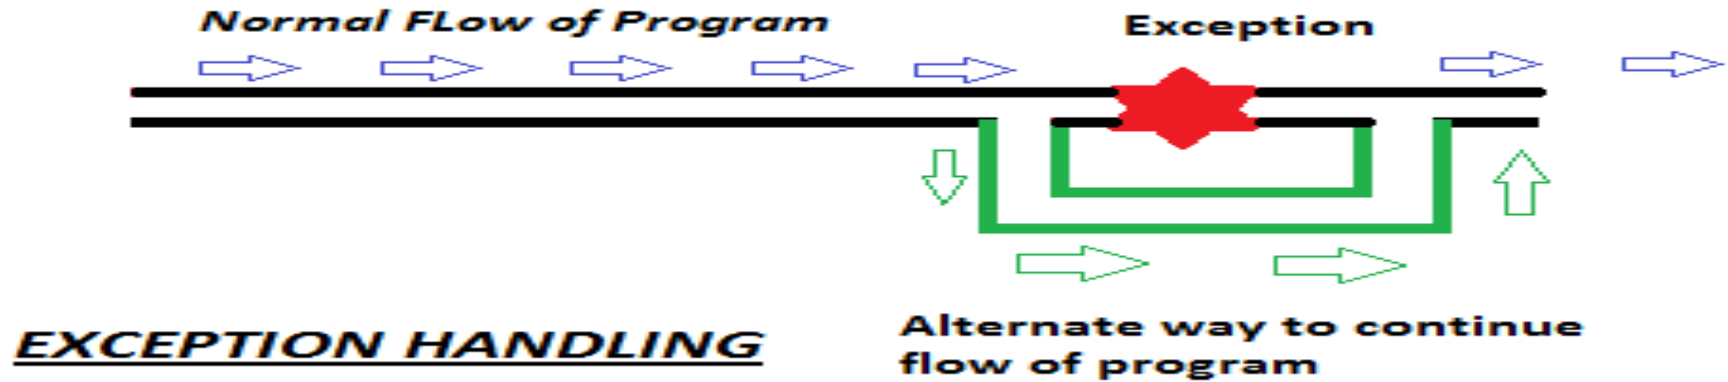 Normal FLow of Program
Exception
EXCEPTION HANDLING
Alternate way to continue
flow of program